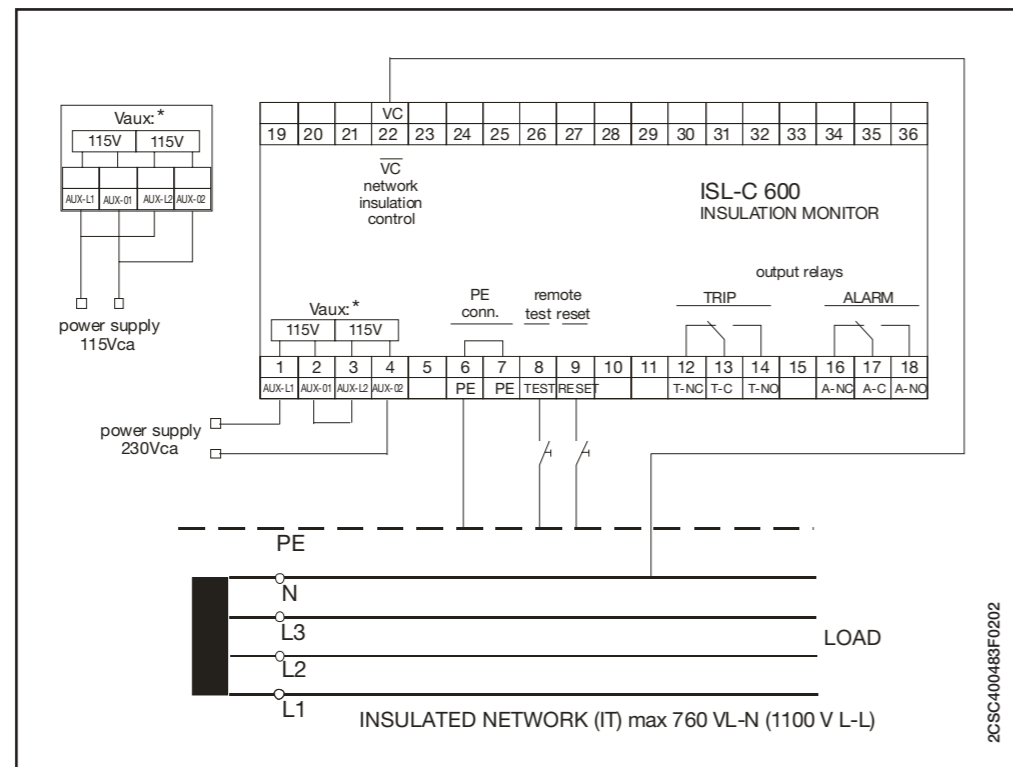 VC
19 20 21 22 23 24 25 26 27 28 29 30 31 32 33 34 35 36
Vaux:*
115V 115V
AUX-L1 AUX-01 AUX-L2 AUX-02
power supply
115Vca
VC
network
insulation
control
ISL-C 600
INSULATION MONITOR
output relays
TRIP ALARM
PE
conn.
remote
test reset
Vaux:*
115V 115V
1 2 3 4 5 6 7 8 9 10 11 12 13 14 15 16 17 18
AUX-L1 AUX-01 AUX-L2 AUX-02 PE PE TEST RESET T-NC T-C T-NO A-NC A-C A-NO
power supply
230Vca
PE
N
L3
L2
L1
LOAD
INSULATED NETWORK (IT) max 760 VL-N (1100 V L-L)
2CSC400483F0202